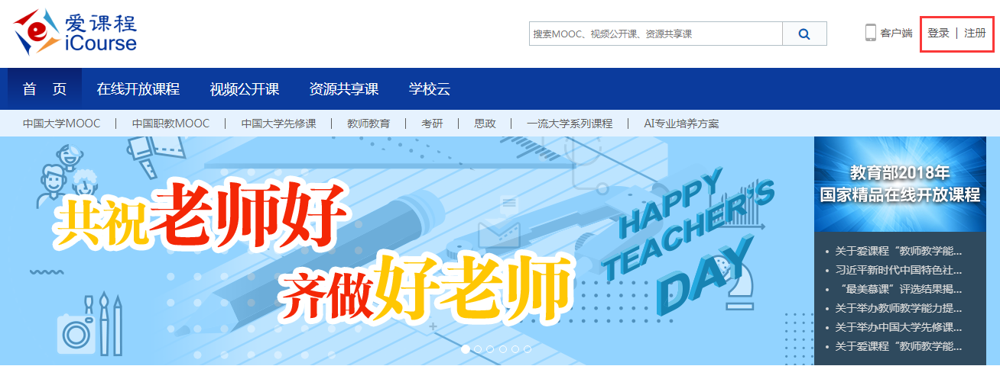 爱课程
iCourse
搜索MOOC、视频公开课、资源共享课
客户端
登录 | 注册
首 页 在线开放课程 视频公开课 资源共享课 学校云
中国大学MOOC | 中国职教MOOC | 中国大学先修课 | 教师教育 | 考研 | 思政 | 一流大学系列课程 | AI专业培养方案
共祝老师好
齐做好老师
HAPPY
TEACHER'S
DAY
教育部2018年
国家精品在线开放课程
• 关于爱课程“教师教学能...
• 习近平新时代中国特色社...
• “最美慕课”评选结果揭...
• 关于举办教师教学能力提...
• 关于举办中国大学先修课...
• 关于爱课程“教师教学能...